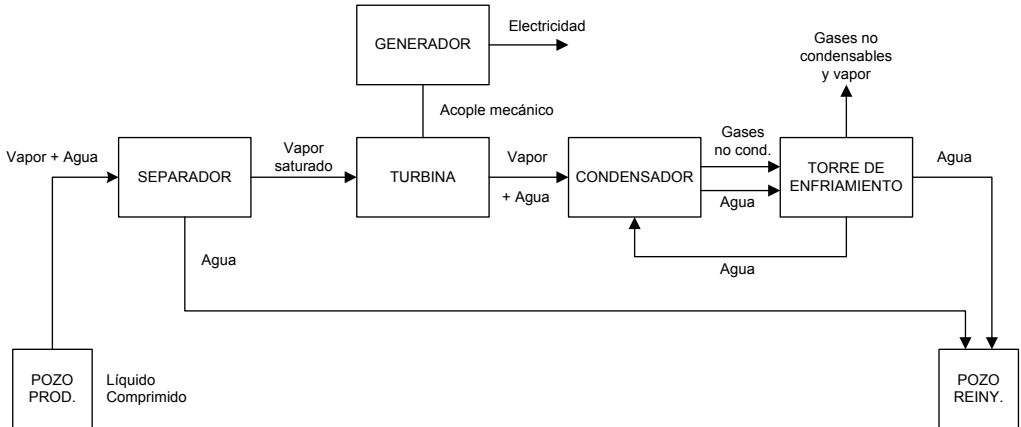 Electricidad
GENERADOR
Gases no
condensables
y vapor
Acople mecánico
Vapor + Agua
SEPARADOR
Vapor
saturado
TURBINA
Vapor
+ Agua
CONDENSADOR
Gases
no cond.
Agua
TORRE DE
ENFRIAMIENTO
Agua
Agua
Agua
POZO
PROD.
Líquido
Comprimido
POZO
REINY.